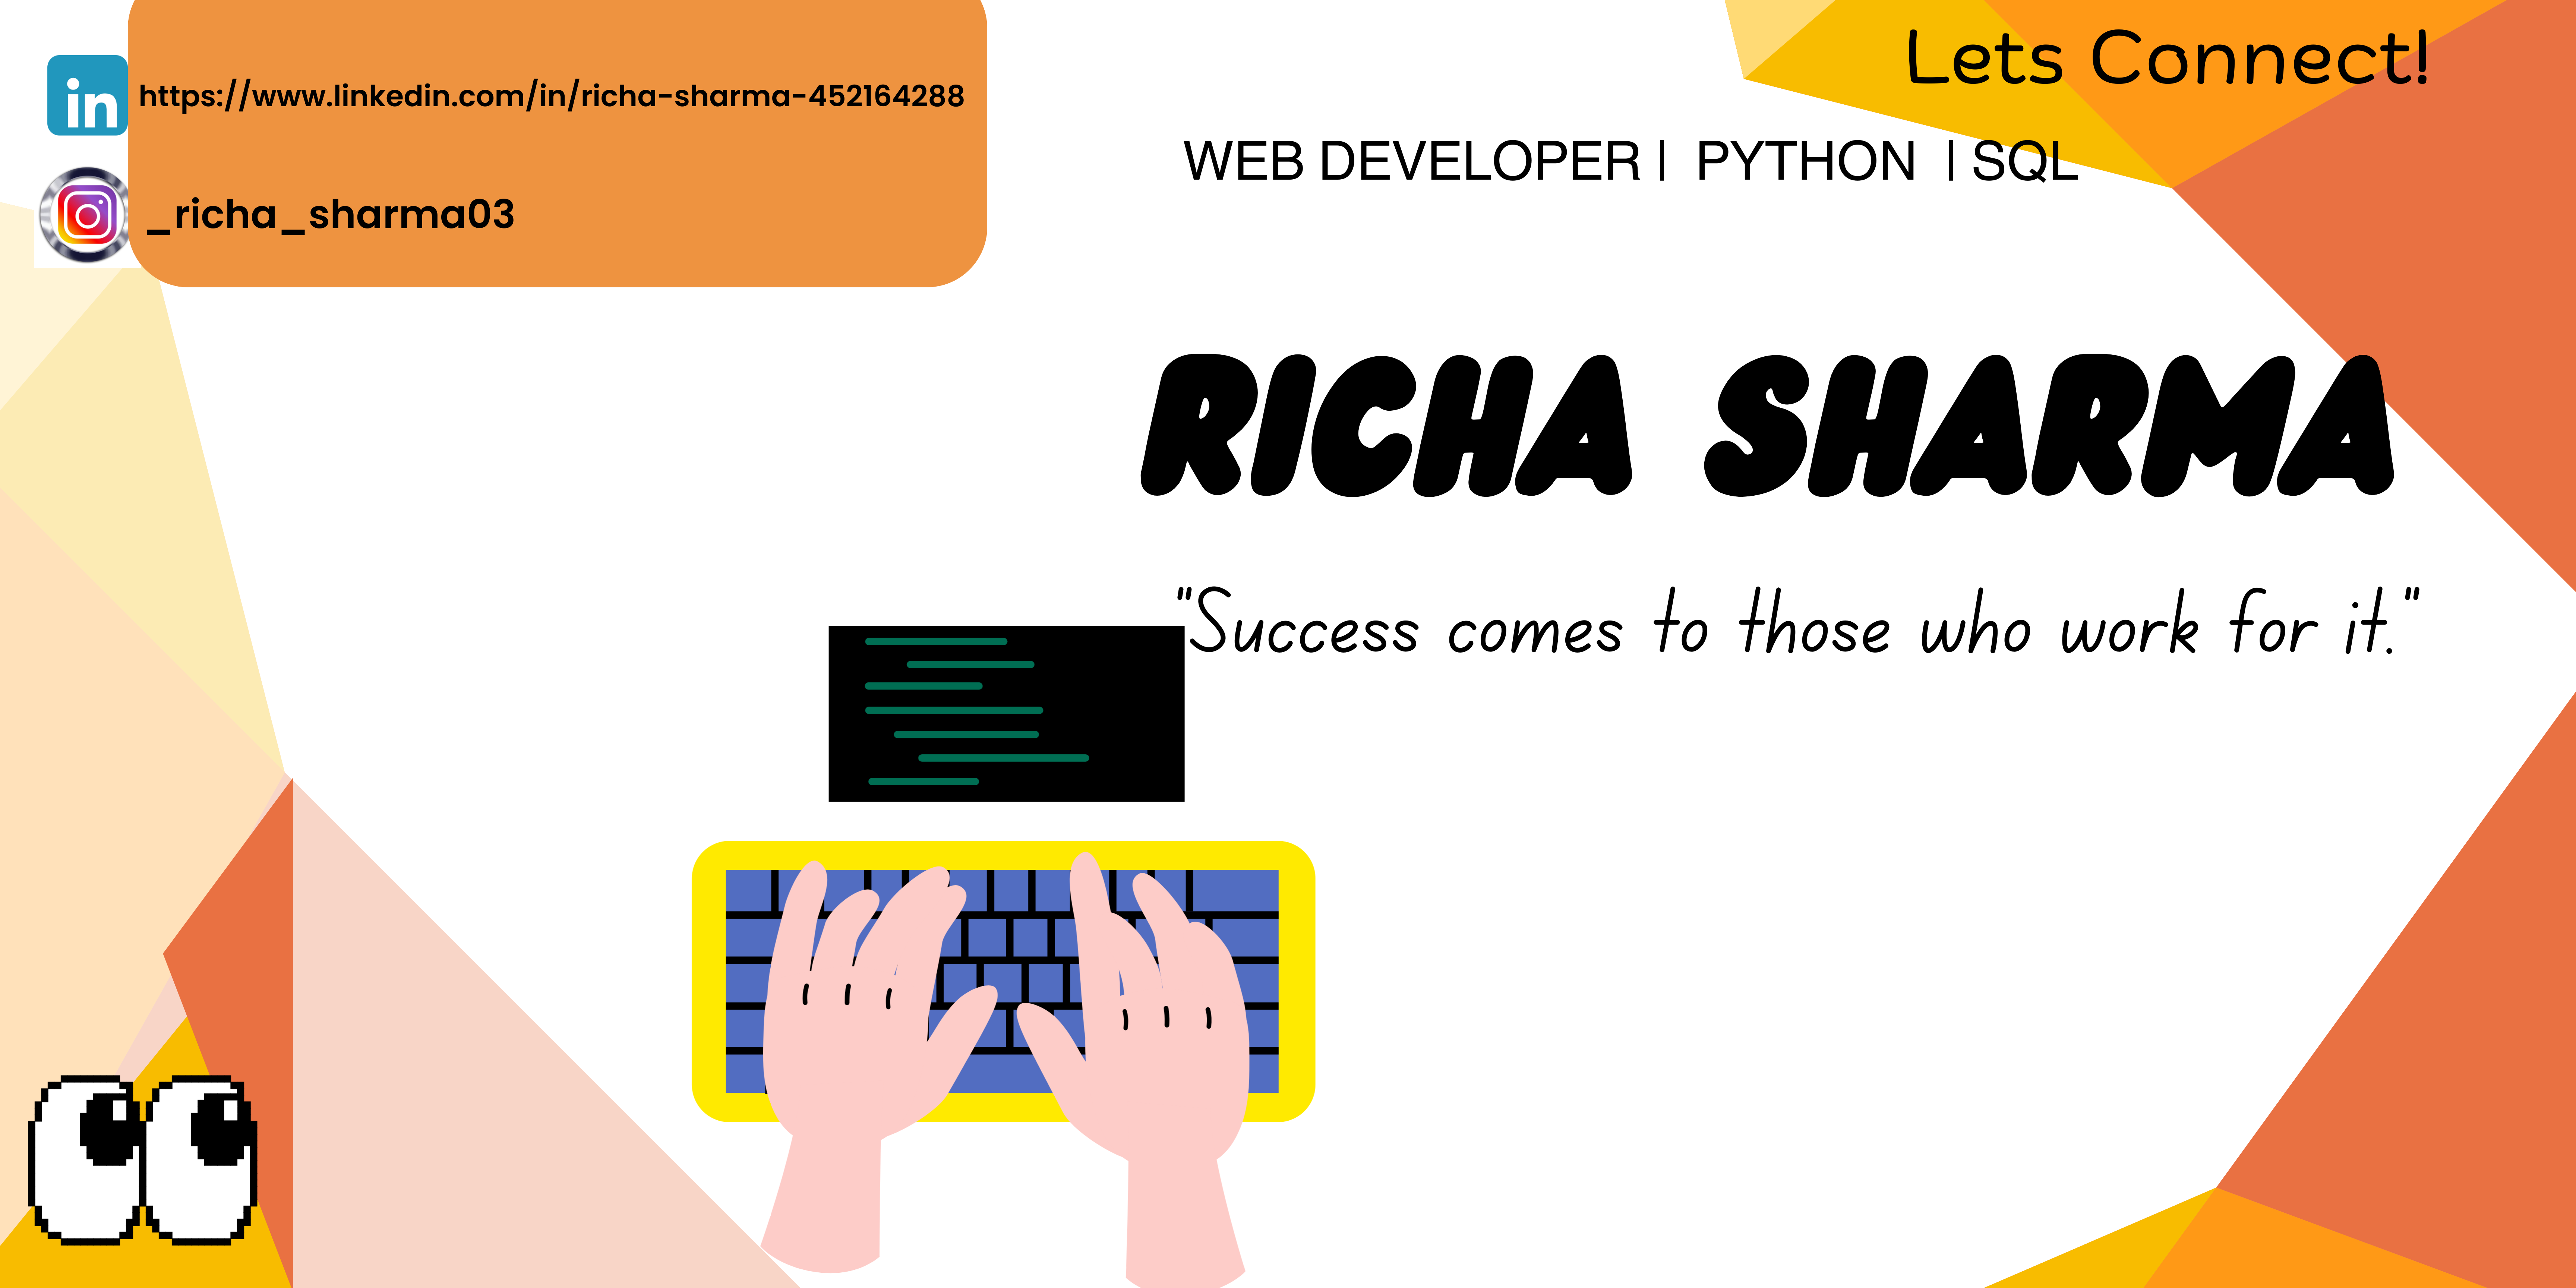 Lets Connect!
in
https://www.linkedin.com/in/richa-sharma-452164288
WEB DEVELOPER | PYTHON | SQL
_richa_sharma03
RICHA SHARMA
"Success comes to those who work for it."